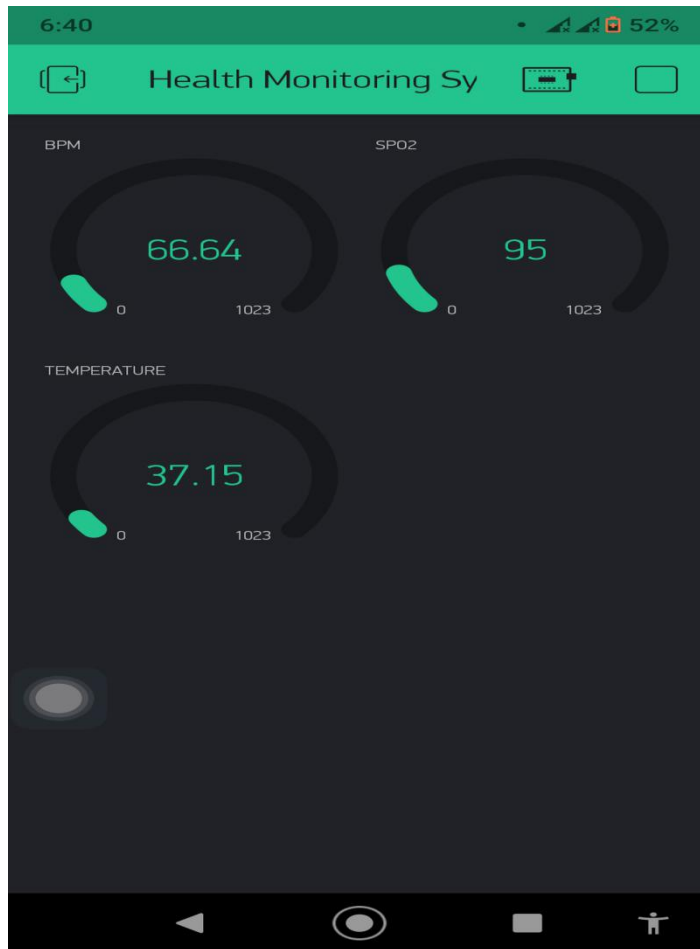 6:40 52%
Health Monitoring Sy
BPM SPO2
66.64 95
0 1023 0 1023
TEMPERATURE
37.15
0 1023